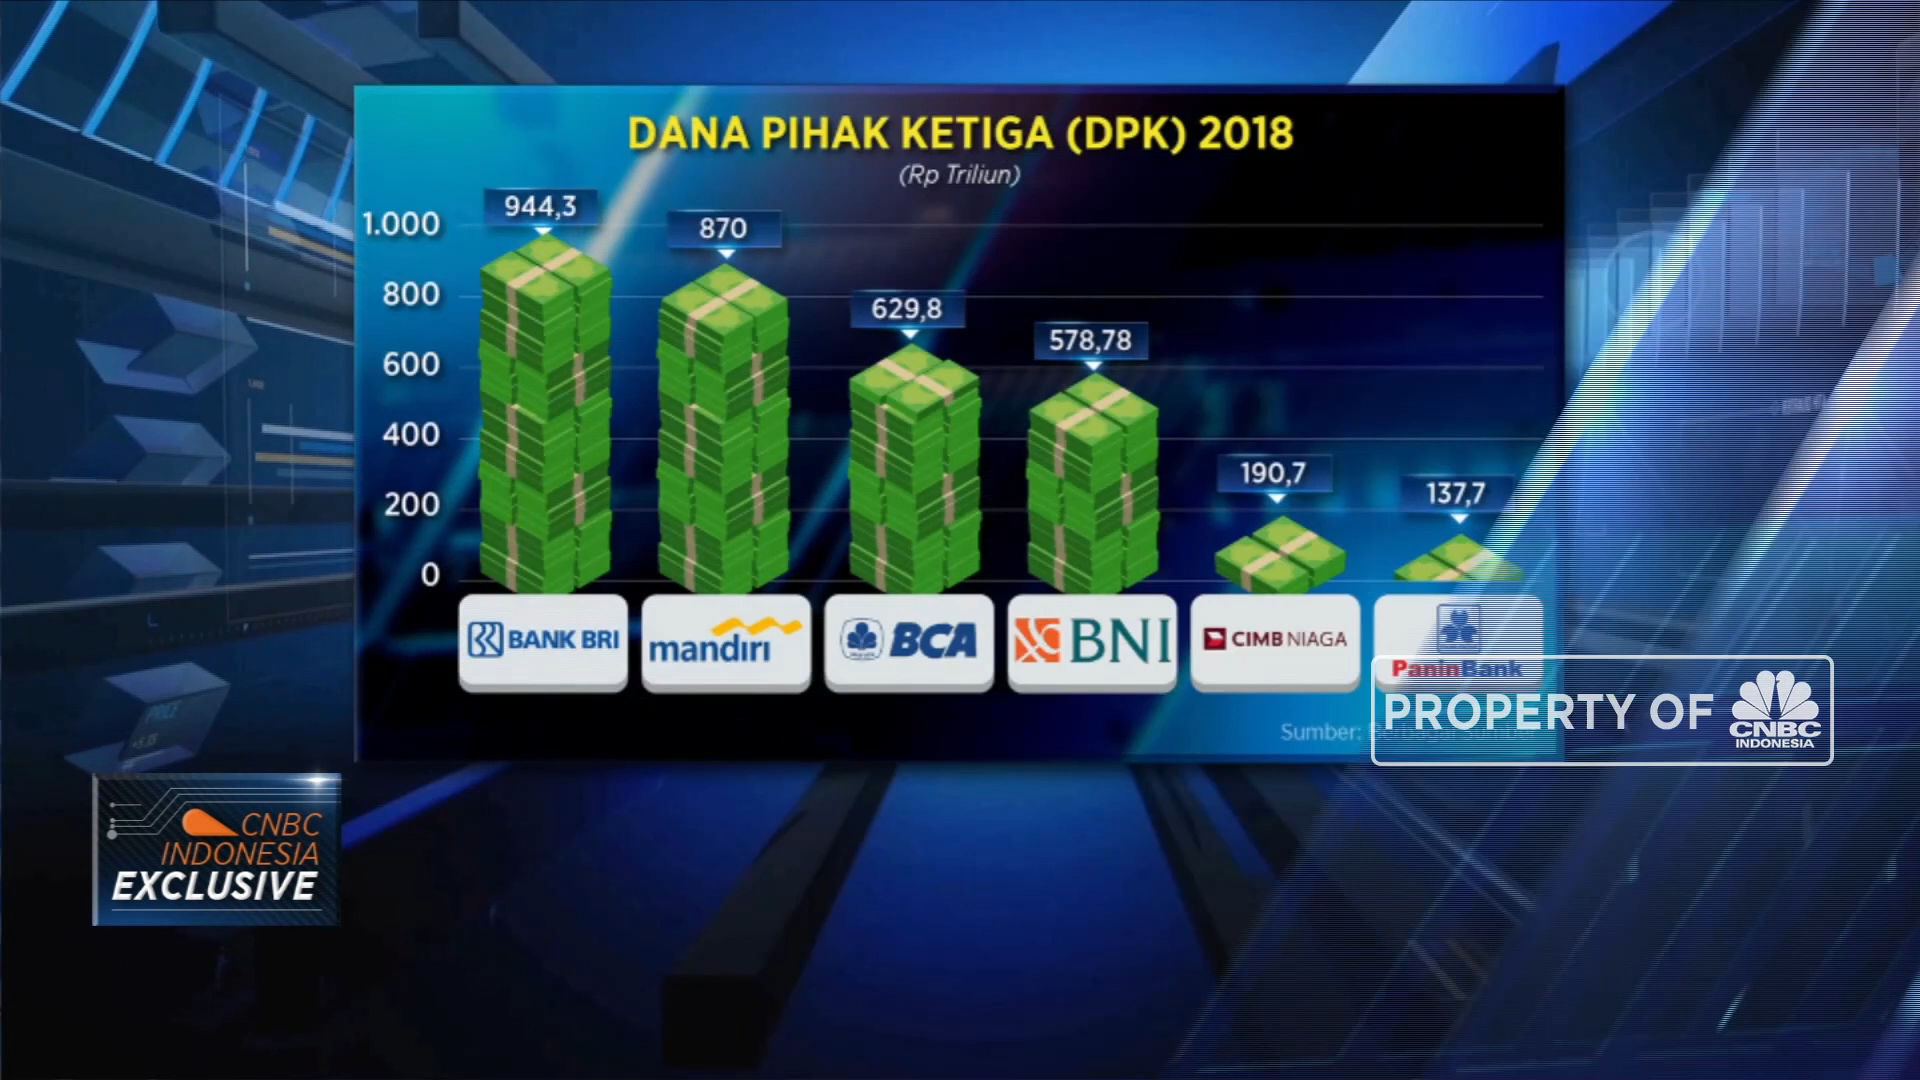 DANA PIHAK KETIGA (DPK) 2018
(Rp Triliun)
1.000
800
600
400
200
0
944,3
870
629,8
578,78
190,7
137,7
BANK BRI
mandiri
BCA
BNI
CIMB NIAGA
PaninBank
Sumber:
PROPERTY OF
CNBC
INDONESIA
CNBC
INDONESIA
EXCLUSIVE